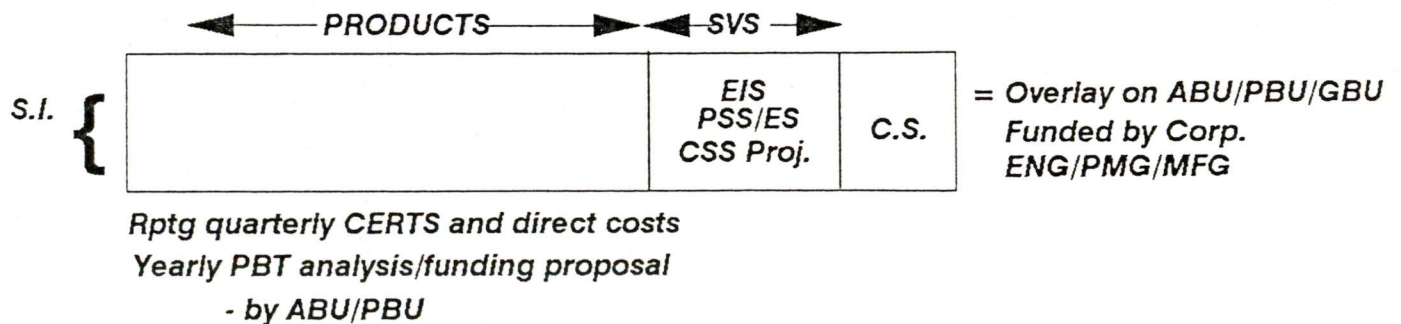 PRODUCTS SVS
S.I. {
EIS
PSS/ES
CSS Proj.
C.S.
= Overlay on ABU/PBU/GBU
Funded by Corp.
ENG/PMG/MFG
Rptg quarterly CERTS and direct costs
Yearly PBT analysis/funding proposal
- by ABU/PBU